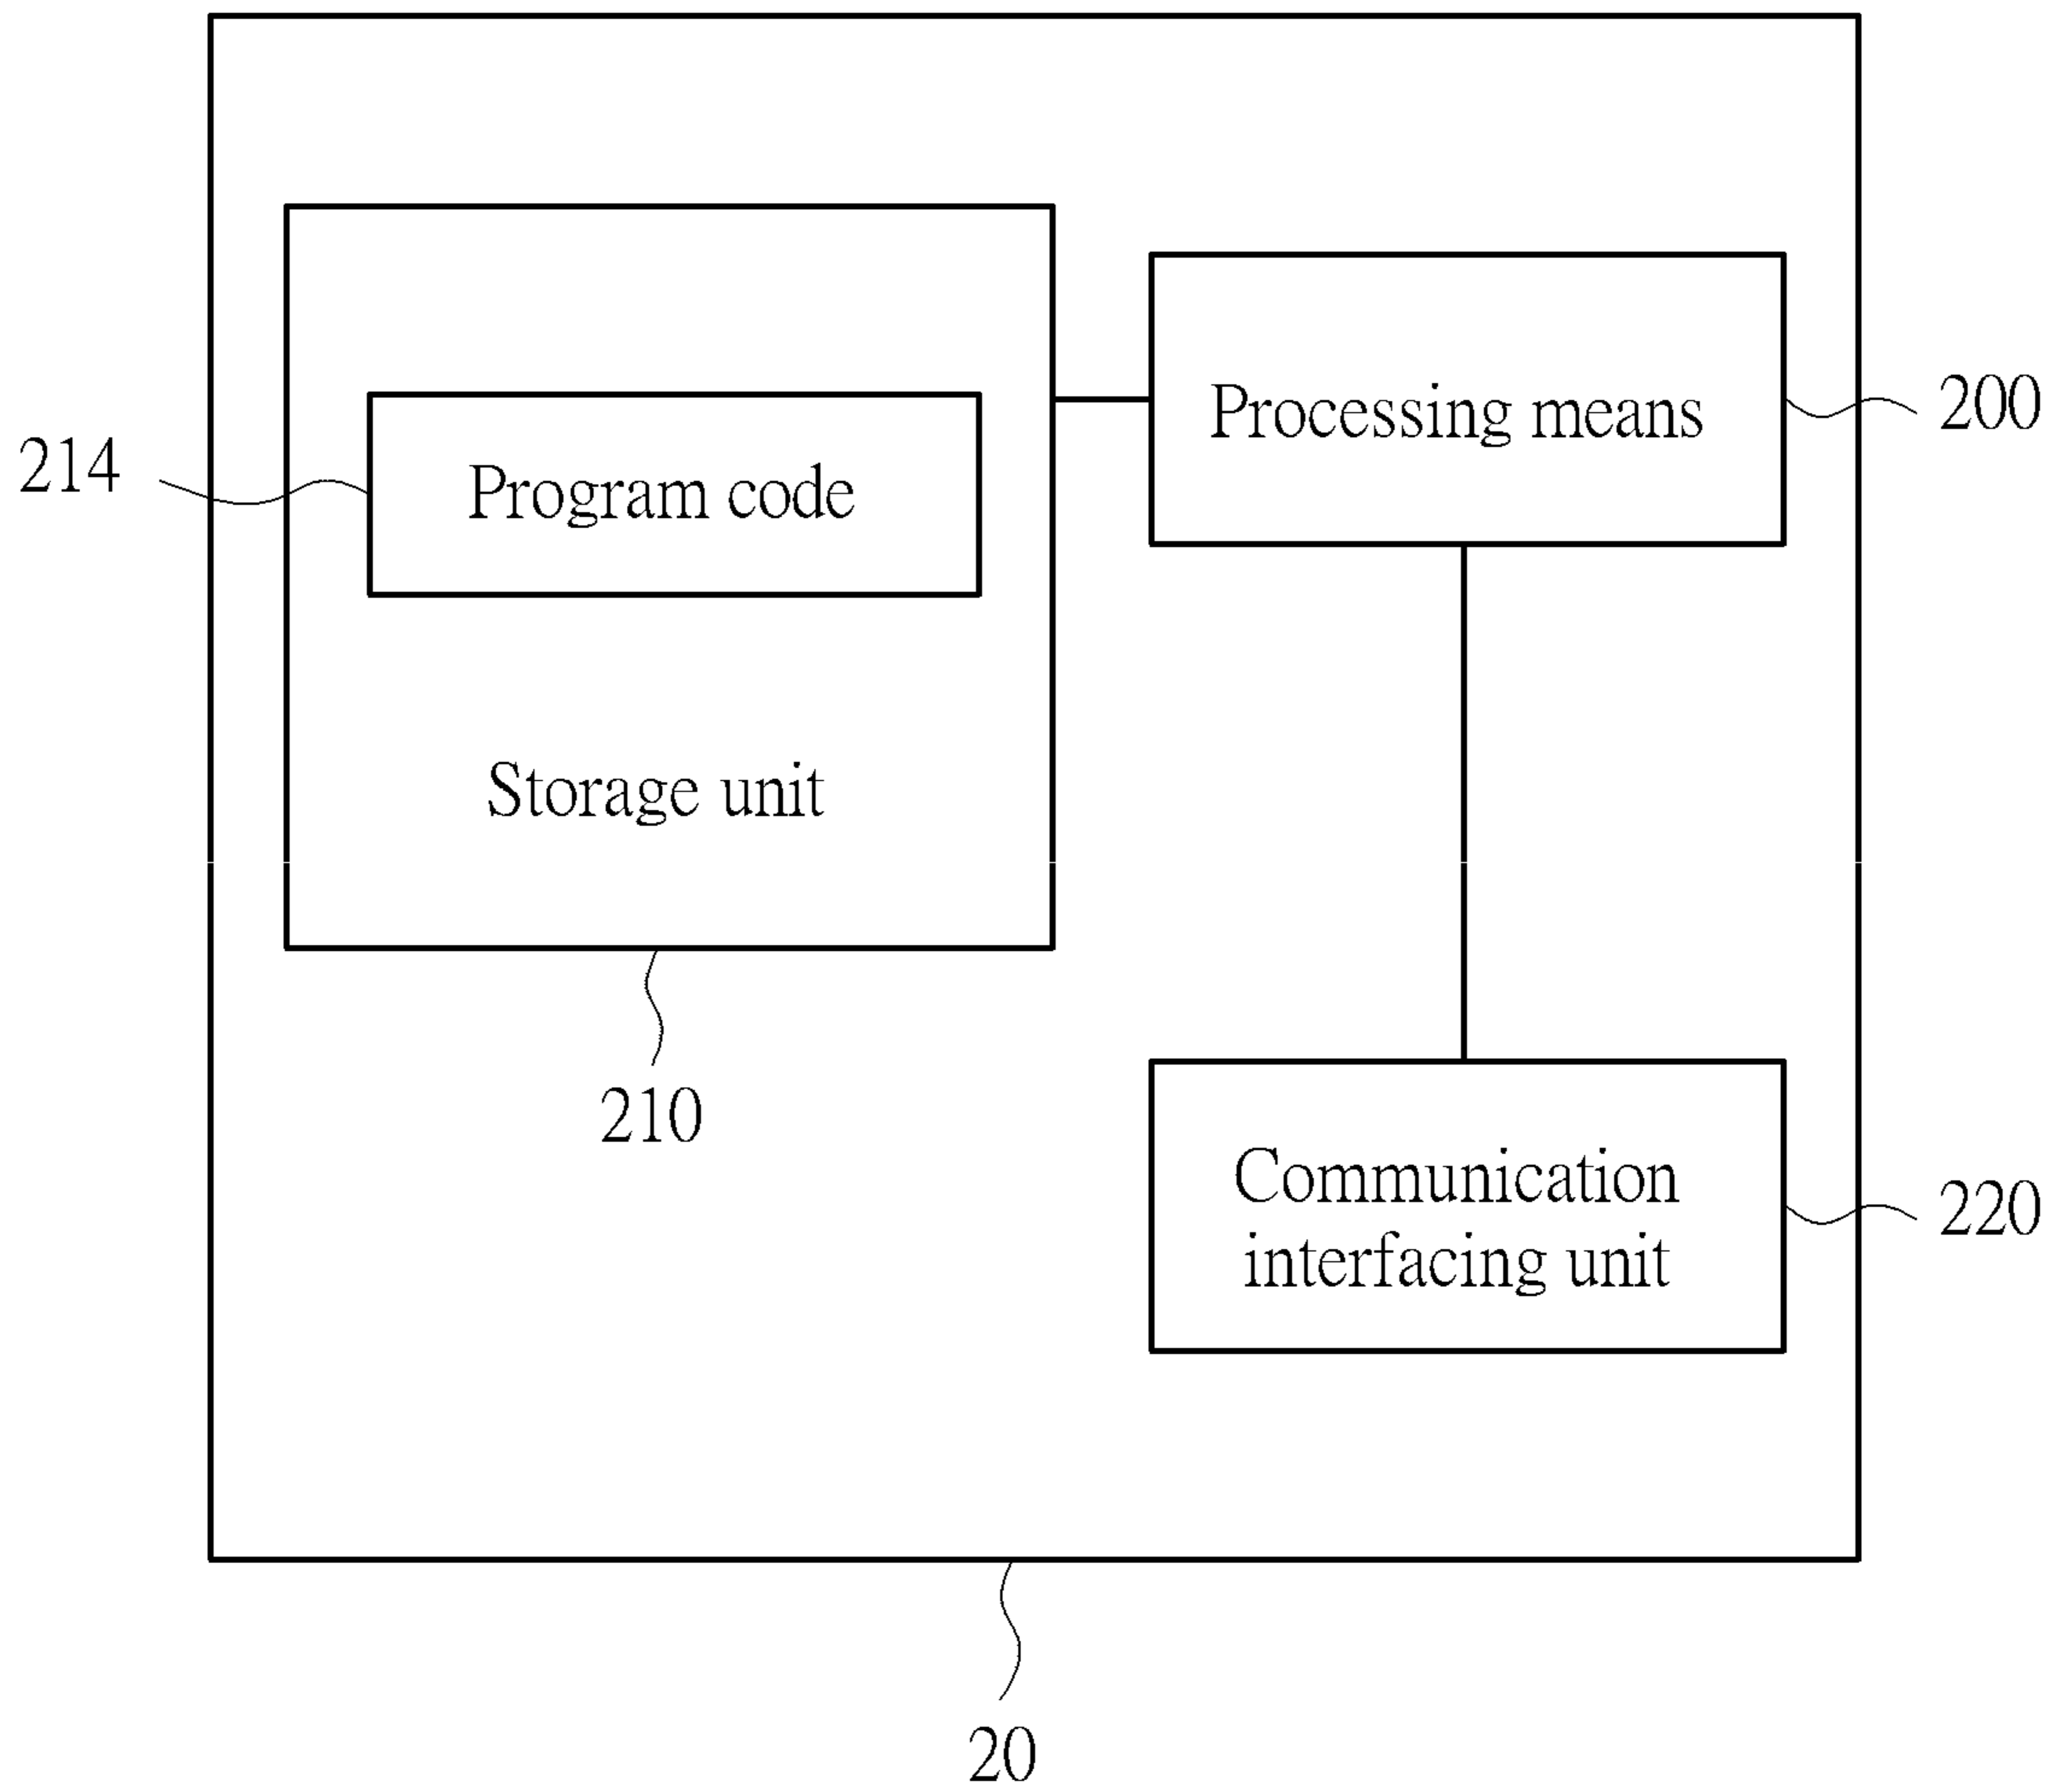 Processing means
200
214
Program code
Storage unit
210
Communication
interfacing unit
220
20